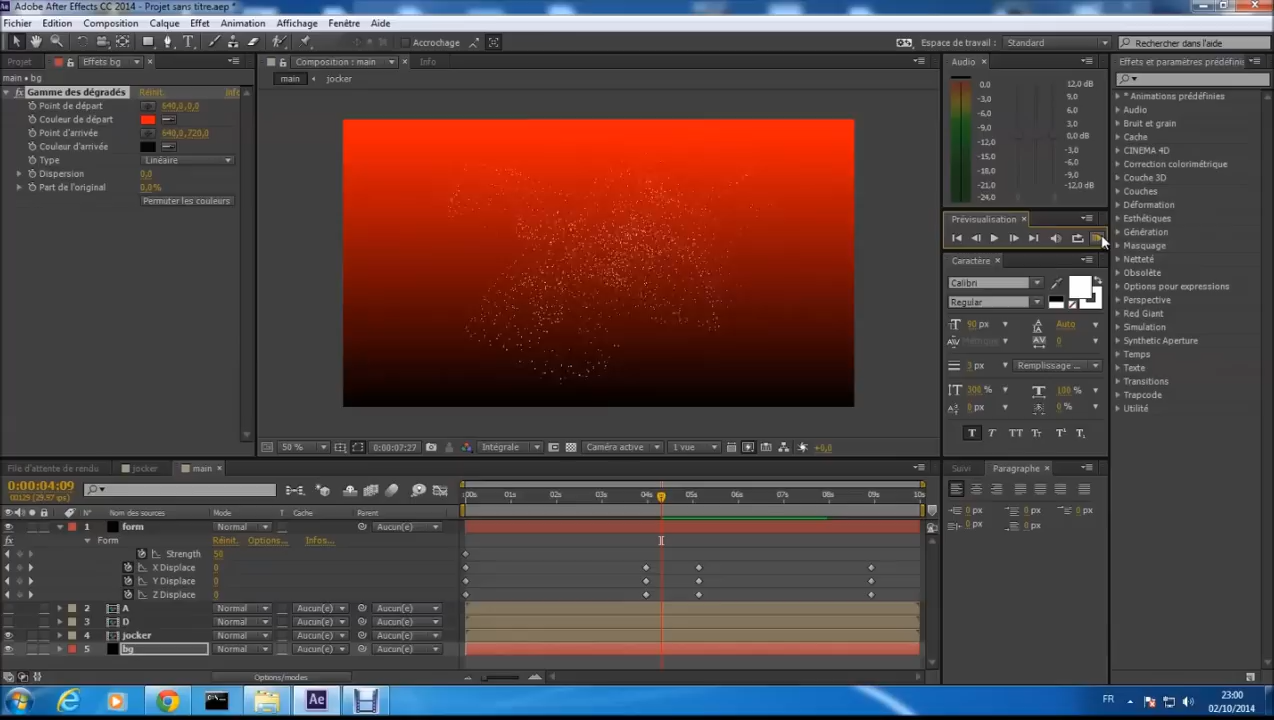 Adobe After Effects CC 2014 - Projet sans titre.aep *
Fichier Edition Composition Calque Effet Animation Affichage Fenêtre Aide
Accrochage
Espace de travail : Standard
Rechercher dans l'aide
Projet Effets bg
Composition : main Info
Audio
Effets et paramètres prédéfinie
main • bg
main jocker
Gamme des dégradés Réinit. Info
Point de départ 640,0,0,0
Couleur de départ
Point d'arrivée 640,0,720,0
Couleur d'arrivée
Type Linéaire
Dispersion 0,0
Part de l'original 0,0%
Permuter les couleurs
0,0
-3,0
-6,0
-9,0
-12,0
-15,0
-18,0
-21,0
-24,0
12,0 dB
9,0
6,0
3,0
0,0 dB
-3,0
-6,0
-9,0
-12,0 dB
Prévisualisation
Caractère
Calibri
Regular
90 px Auto
0
3 px Remplissage ...
300 % 100 %
0 px 0 %
T T TT Tт T¹ T₁
* Animations prédéfinies
Audio
Bruit et grain
Cache
CINEMA 4D
Correction colorimétrique
Couche 3D
Couches
Déformation
Esthétiques
Génération
Masquage
Netteté
Obsolète
Options pour expressions
Perspective
Red Giant
Simulation
Synthetic Aperture
Temps
Texte
Transitions
Trapcode
Utilité
50 % 0:00:07:27 Intégrale Caméra active 1 vue +0,0
File d'attente de rendu jocker main
Suivi Paragraphe
0:00:04:09
00129 (29.97 ips)
:00s 01s 02s 03s 04s 05s 06s 07s 08s 09s 10s
N° Nom des sources Mode T Cache Parent
1 form Normal Aucun(e)
Form Réinit. Options... Infos...
Strength 58
X Displace 0
Y Displace 0
Z Displace 0
2 A Normal Aucun(e) Aucun(e)
3 D Normal Aucun(e) Aucun(e)
4 jocker Normal Aucun(e) Aucun(e)
5 bg Normal Aucun(e) Aucun(e)
Options/modes
0 px 0 px 0 px
0 px 0 px
FR
23:00
02/10/2014